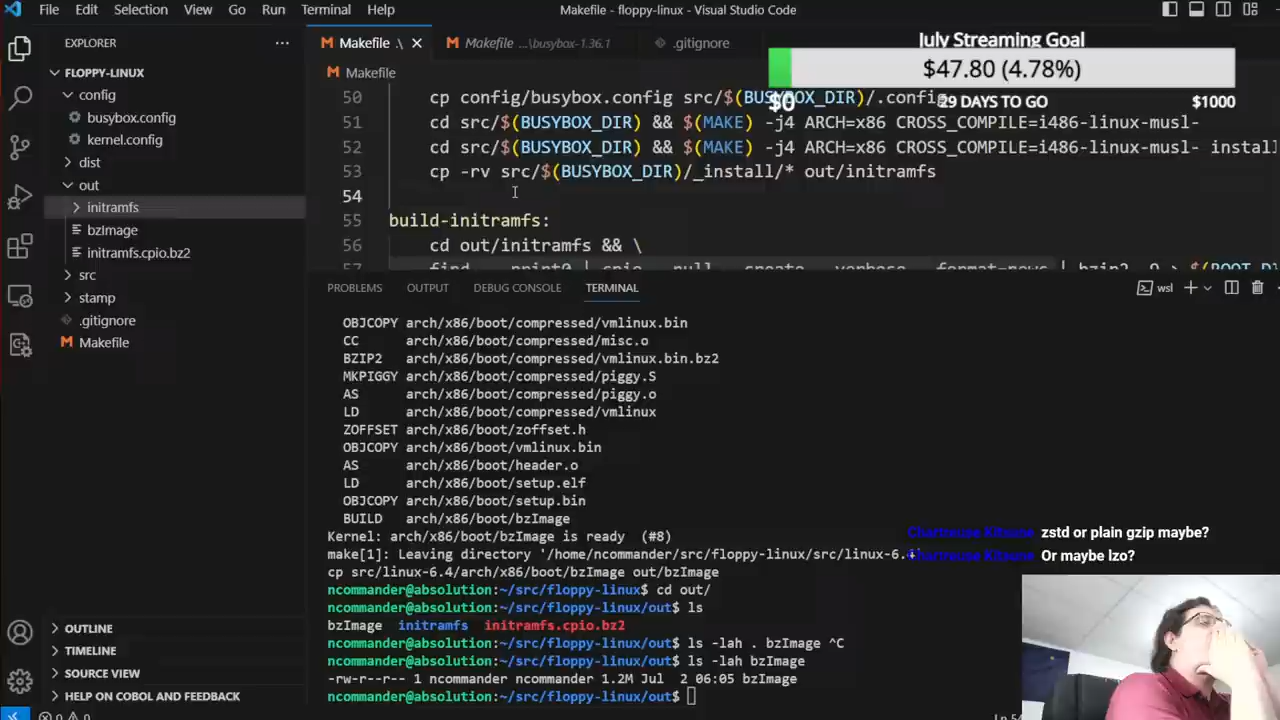 File Edit Selection View Go Run Terminal Help
Makefile - floppy-linux - Visual Studio Code
EXPLORER
FLOPPY-LINUX
config
busybox.config
kernel.config
dist
out
initramfs
bzImage
initramfs.cpio.bz2
src
stamp
.gitignore
Makefile
OUTLINE
TIMELINE
SOURCE VIEW
HELP ON COBOL AND FEEDBACK
Makefile .\
Makefile ...\busybox-1.36.1
.gitignore
Makefile
July Streaming Goal
$47.80 (4.78%)
$0 29 DAYS TO GO $1000
50 cp config/busybox.config src/$(BUSYBOX_DIR)/.config
51 cd src/$(BUSYBOX_DIR) && $(MAKE) -j4 ARCH=x86 CROSS_COMPILE=i486-linux-musl-
52 cd src/$(BUSYBOX_DIR) && $(MAKE) -j4 ARCH=x86 CROSS_COMPILE=i486-linux-musl- instal
53 cp -rv src/$(BUSYBOX_DIR)/_install/* out/initramfs
54
55 build-initramfs:
56 cd out/initramfs && \
PROBLEMS OUTPUT DEBUG CONSOLE TERMINAL
wsl
OBJCOPY arch/x86/boot/compressed/vmlinux.bin
CC arch/x86/boot/compressed/misc.o
BZIP2 arch/x86/boot/compressed/vmlinux.bin.bz2
MKPIGGY arch/x86/boot/compressed/piggy.S
AS arch/x86/boot/compressed/piggy.o
LD arch/x86/boot/compressed/vmlinux
ZOFFSET arch/x86/boot/zoffset.h
OBJCOPY arch/x86/boot/vmlinux.bin
AS arch/x86/boot/header.o
LD arch/x86/boot/setup.elf
OBJCOPY arch/x86/boot/setup.bin
BUILD arch/x86/boot/bzImage
Kernel: arch/x86/boot/bzImage is ready (#8)
make[1]: Leaving directory '/home/ncommander/src/floppy-linux/src/linux-6.4'
cp src/linux-6.4/arch/x86/boot/bzImage out/bzImage
ncommander@absolution:~/src/floppy-linux$ cd out/
ncommander@absolution:~/src/floppy-linux/out$ ls
bzImage initramfs initramfs.cpio.bz2
ncommander@absolution:~/src/floppy-linux/out$ ls -lah . bzImage ^C
ncommander@absolution:~/src/floppy-linux/out$ ls -lah bzImage
-rw-r--r-- 1 ncommander ncommander 1.2M Jul 2 06:05 bzImage
ncommander@absolution:~/src/floppy-linux/out$
Chartreuse Kitsune zstd or plain gzip maybe?
Chartreuse Kitsune Or maybe lzo?